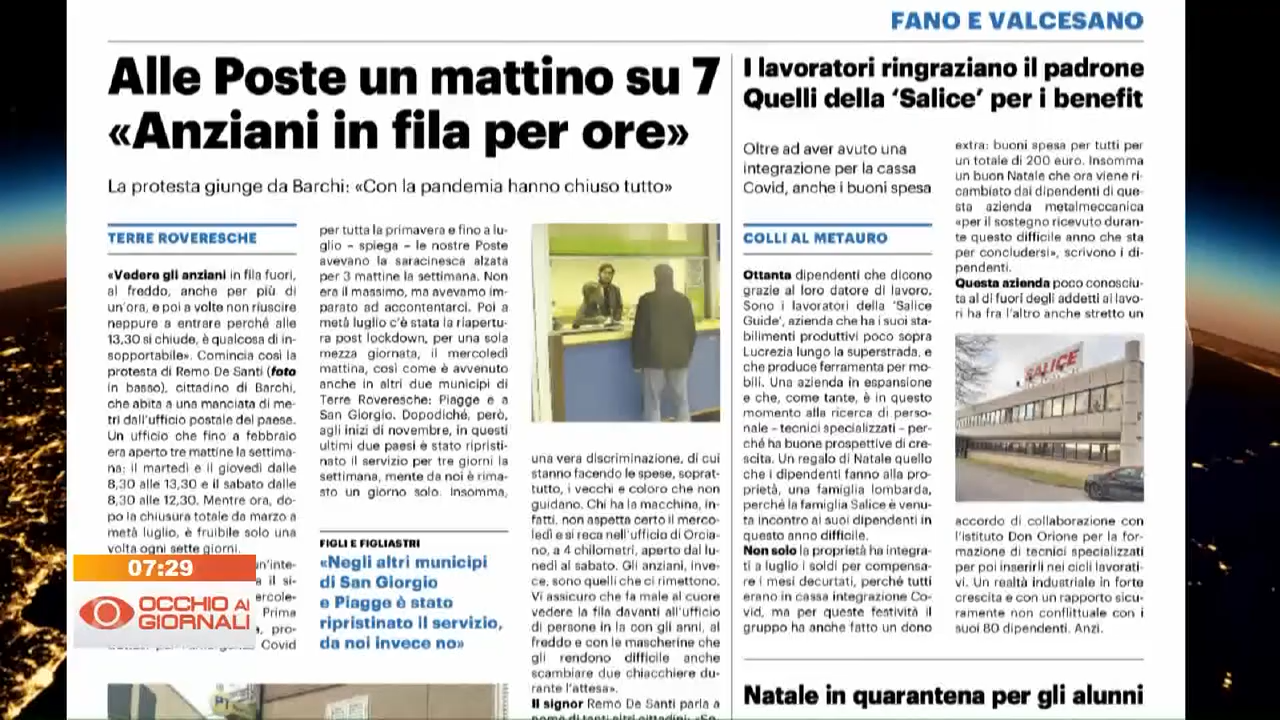 FANO E VALCESANO
Alle Poste un mattino su 7
«Anziani in fila per ore»
La protesta giunge da Barchi: «Con la pandemia hanno chiuso tutto»
TERRE ROVERESCHE
«Vedere gli anziani in fila fuori,
al freddo, anche per più di
un'ora, e poi a volte non riuscire
neppure a entrare perché alle
13,30 si chiude, è qualcosa di in-
sopportabile». Comincia così la
protesta di Remo De Santi (foto
in basso), cittadino di Barchi,
che abita a una manciata di me-
tri dall'ufficio postale del paese.
Un ufficio che fino a febbraio
era aperto tre mattine la settima-
na: il martedì e il giovedì dalle
8,30 alle 13,30 e il sabato dalle
8,30 alle 12,30. Mentre ora, do-
po la chiusura totale da marzo a
metà luglio, è fruibile solo una
volta ogni sette giorni.
un'inte-
a il si-
ercole-
Prima
, pro-
Covid
per tutta la primavera e fino a lu-
glio – spiega – le nostre Poste
avevano la saracinesca alzata
per 3 mattine la settimana. Non
era il massimo, ma avevamo im-
parato ad accontentarci. Poi a
metà luglio c'è stata la riapertu-
ra post lockdown, per una sola
mezza giornata, il mercoledì
mattina, così come è avvenuto
anche in altri due municipi di
Terre Roveresche: Piagge e a
San Giorgio. Dopodiché, però,
agli inizi di novembre, in questi
ultimi due paesi è stato ripristi-
nato il servizio per tre giorni la
settimana, mente da noi è rima-
sto un giorno solo. Insomma,
FIGLI E FIGLIASTRI
«Negli altri municipi
di San Giorgio
e Piagge è stato
ripristinato il servizio,
da noi invece no»
una vera discriminazione, di cui
stanno facendo le spese, soprat-
tutto, i vecchi e coloro che non
guidano. Chi ha la macchina, in-
fatti, non aspetta certo il merco-
ledì e si reca nell'ufficio di Orcia-
no, a 4 chilometri, aperto dal lu-
nedì al sabato. Gli anziani, inve-
ce, sono quelli che ci rimettono.
Vi assicuro che fa male al cuore
vedere la fila davanti all'ufficio
di persone in la con gli anni, al
freddo e con le mascherine che
gli rendono difficile anche
scambiare due chiacchiere du-
rante l'attesa».
Il signor Remo De Santi parla a
I lavoratori ringraziano il padrone
Quelli della 'Salice' per i benefit
Oltre ad aver avuto una
integrazione per la cassa
Covid, anche i buoni spesa
COLLI AL METAURO
Ottanta dipendenti che dicono
grazie al loro datore di lavoro.
Sono i lavoratori della 'Salice
Guide', azienda che ha i suoi sta-
bilimenti produttivi poco sopra
Lucrezia lungo la superstrada, e
che produce ferramenta per mo-
bili. Una azienda in espansione
e che, come tante, è in questo
momento alla ricerca di perso-
nale – tecnici specializzati – per-
ché ha buone prospettive di cre-
scita. Un regalo di Natale quello
che i dipendenti fanno alla pro-
prietà, una famiglia lombarda,
perché la famiglia Salice è venu-
ta incontro ai suoi dipendenti in
questo anno difficile.
Non solo la proprietà ha integra-
ti a luglio i soldi per compensa-
re i mesi decurtati, perché tutti
erano in cassa integrazione Co-
vid, ma per queste festività il
gruppo ha anche fatto un dono
extra: buoni spesa per tutti per
un totale di 200 euro. Insomma
un buon Natale che ora viene ri-
cambiato dai dipendenti di que-
sta azienda metalmeccanica
«per il sostegno ricevuto duran-
te questo difficile anno che sta
per concludersi», scrivono i di-
pendenti.
Questa azienda poco conosciu-
ta al di fuori degli addetti ai lavo-
ri ha fra l'altro anche stretto un
SALICE
accordo di collaborazione con
l'istituto Don Orione per la for-
mazione di tecnici specializzati
per poi inserirli nei cicli lavorati-
vi. Un realtà industriale in forte
crescita e con un rapporto sicu-
ramente non conflittuale con i
suoi 80 dipendenti. Anzi.
Natale in quarantena per gli alunni
07:29
OCCHIO AI
GIORNALI